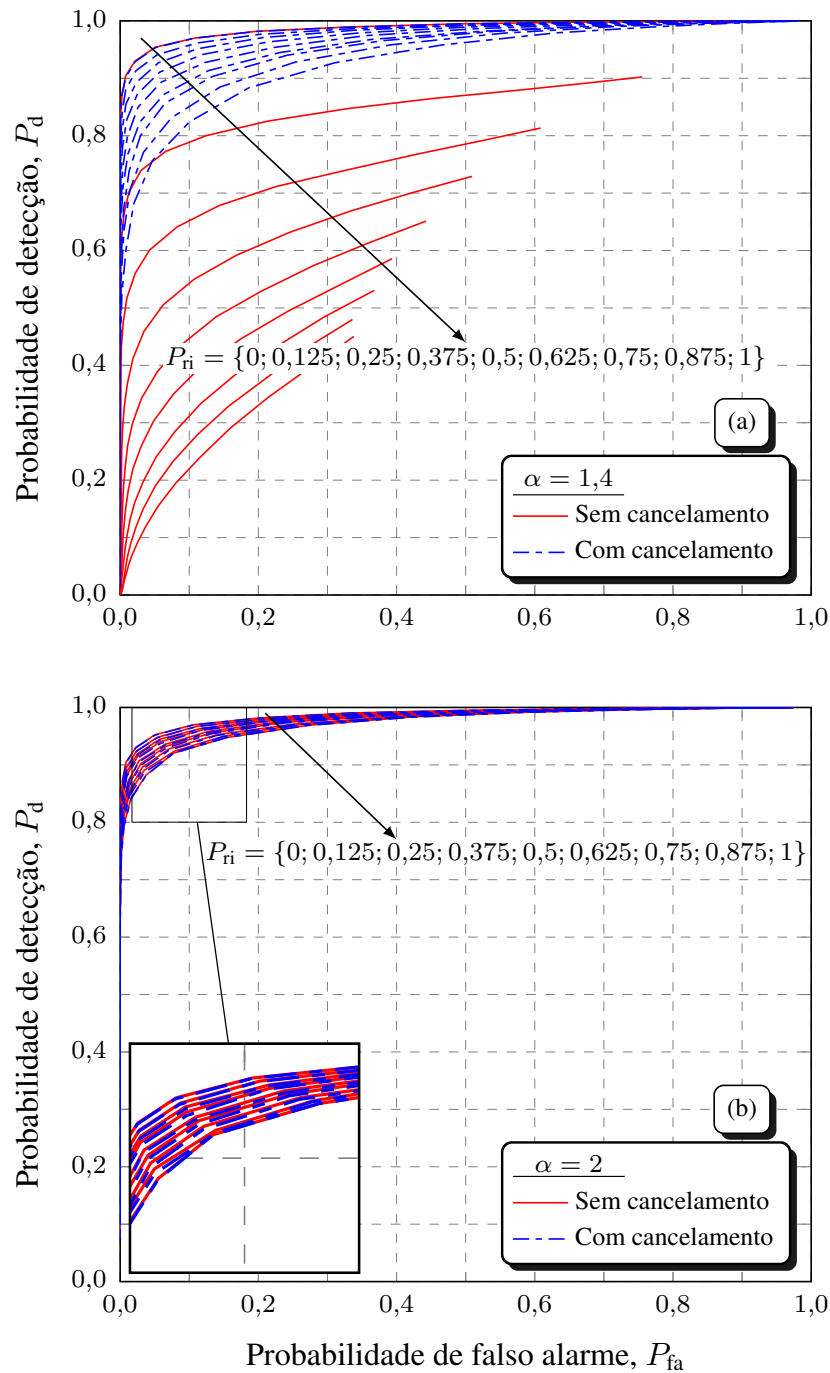 1,0
0,8
0,6
0,4
0,2
0,0
Probabilidade de detecção, P_d
P_ri = {0; 0,125; 0,25; 0,375; 0,5; 0,625; 0,75; 0,875; 1}
(a)
α = 1,4
Sem cancelamento
Com cancelamento
0,0 0,2 0,4 0,6 0,8 1,0
1,0
0,8
0,6
0,4
0,2
0,0
Probabilidade de detecção, P_d
P_ri = {0; 0,125; 0,25; 0,375; 0,5; 0,625; 0,75; 0,875; 1}
(b)
α = 2
Sem cancelamento
Com cancelamento
0,0 0,2 0,4 0,6 0,8 1,0
Probabilidade de falso alarme, P_fa